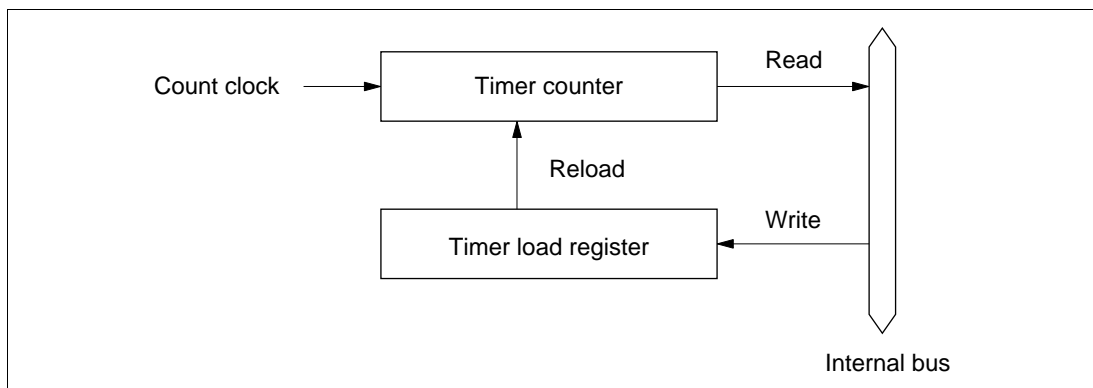 Count clock
Timer counter
Read
Reload
Timer load register
Write
Internal bus